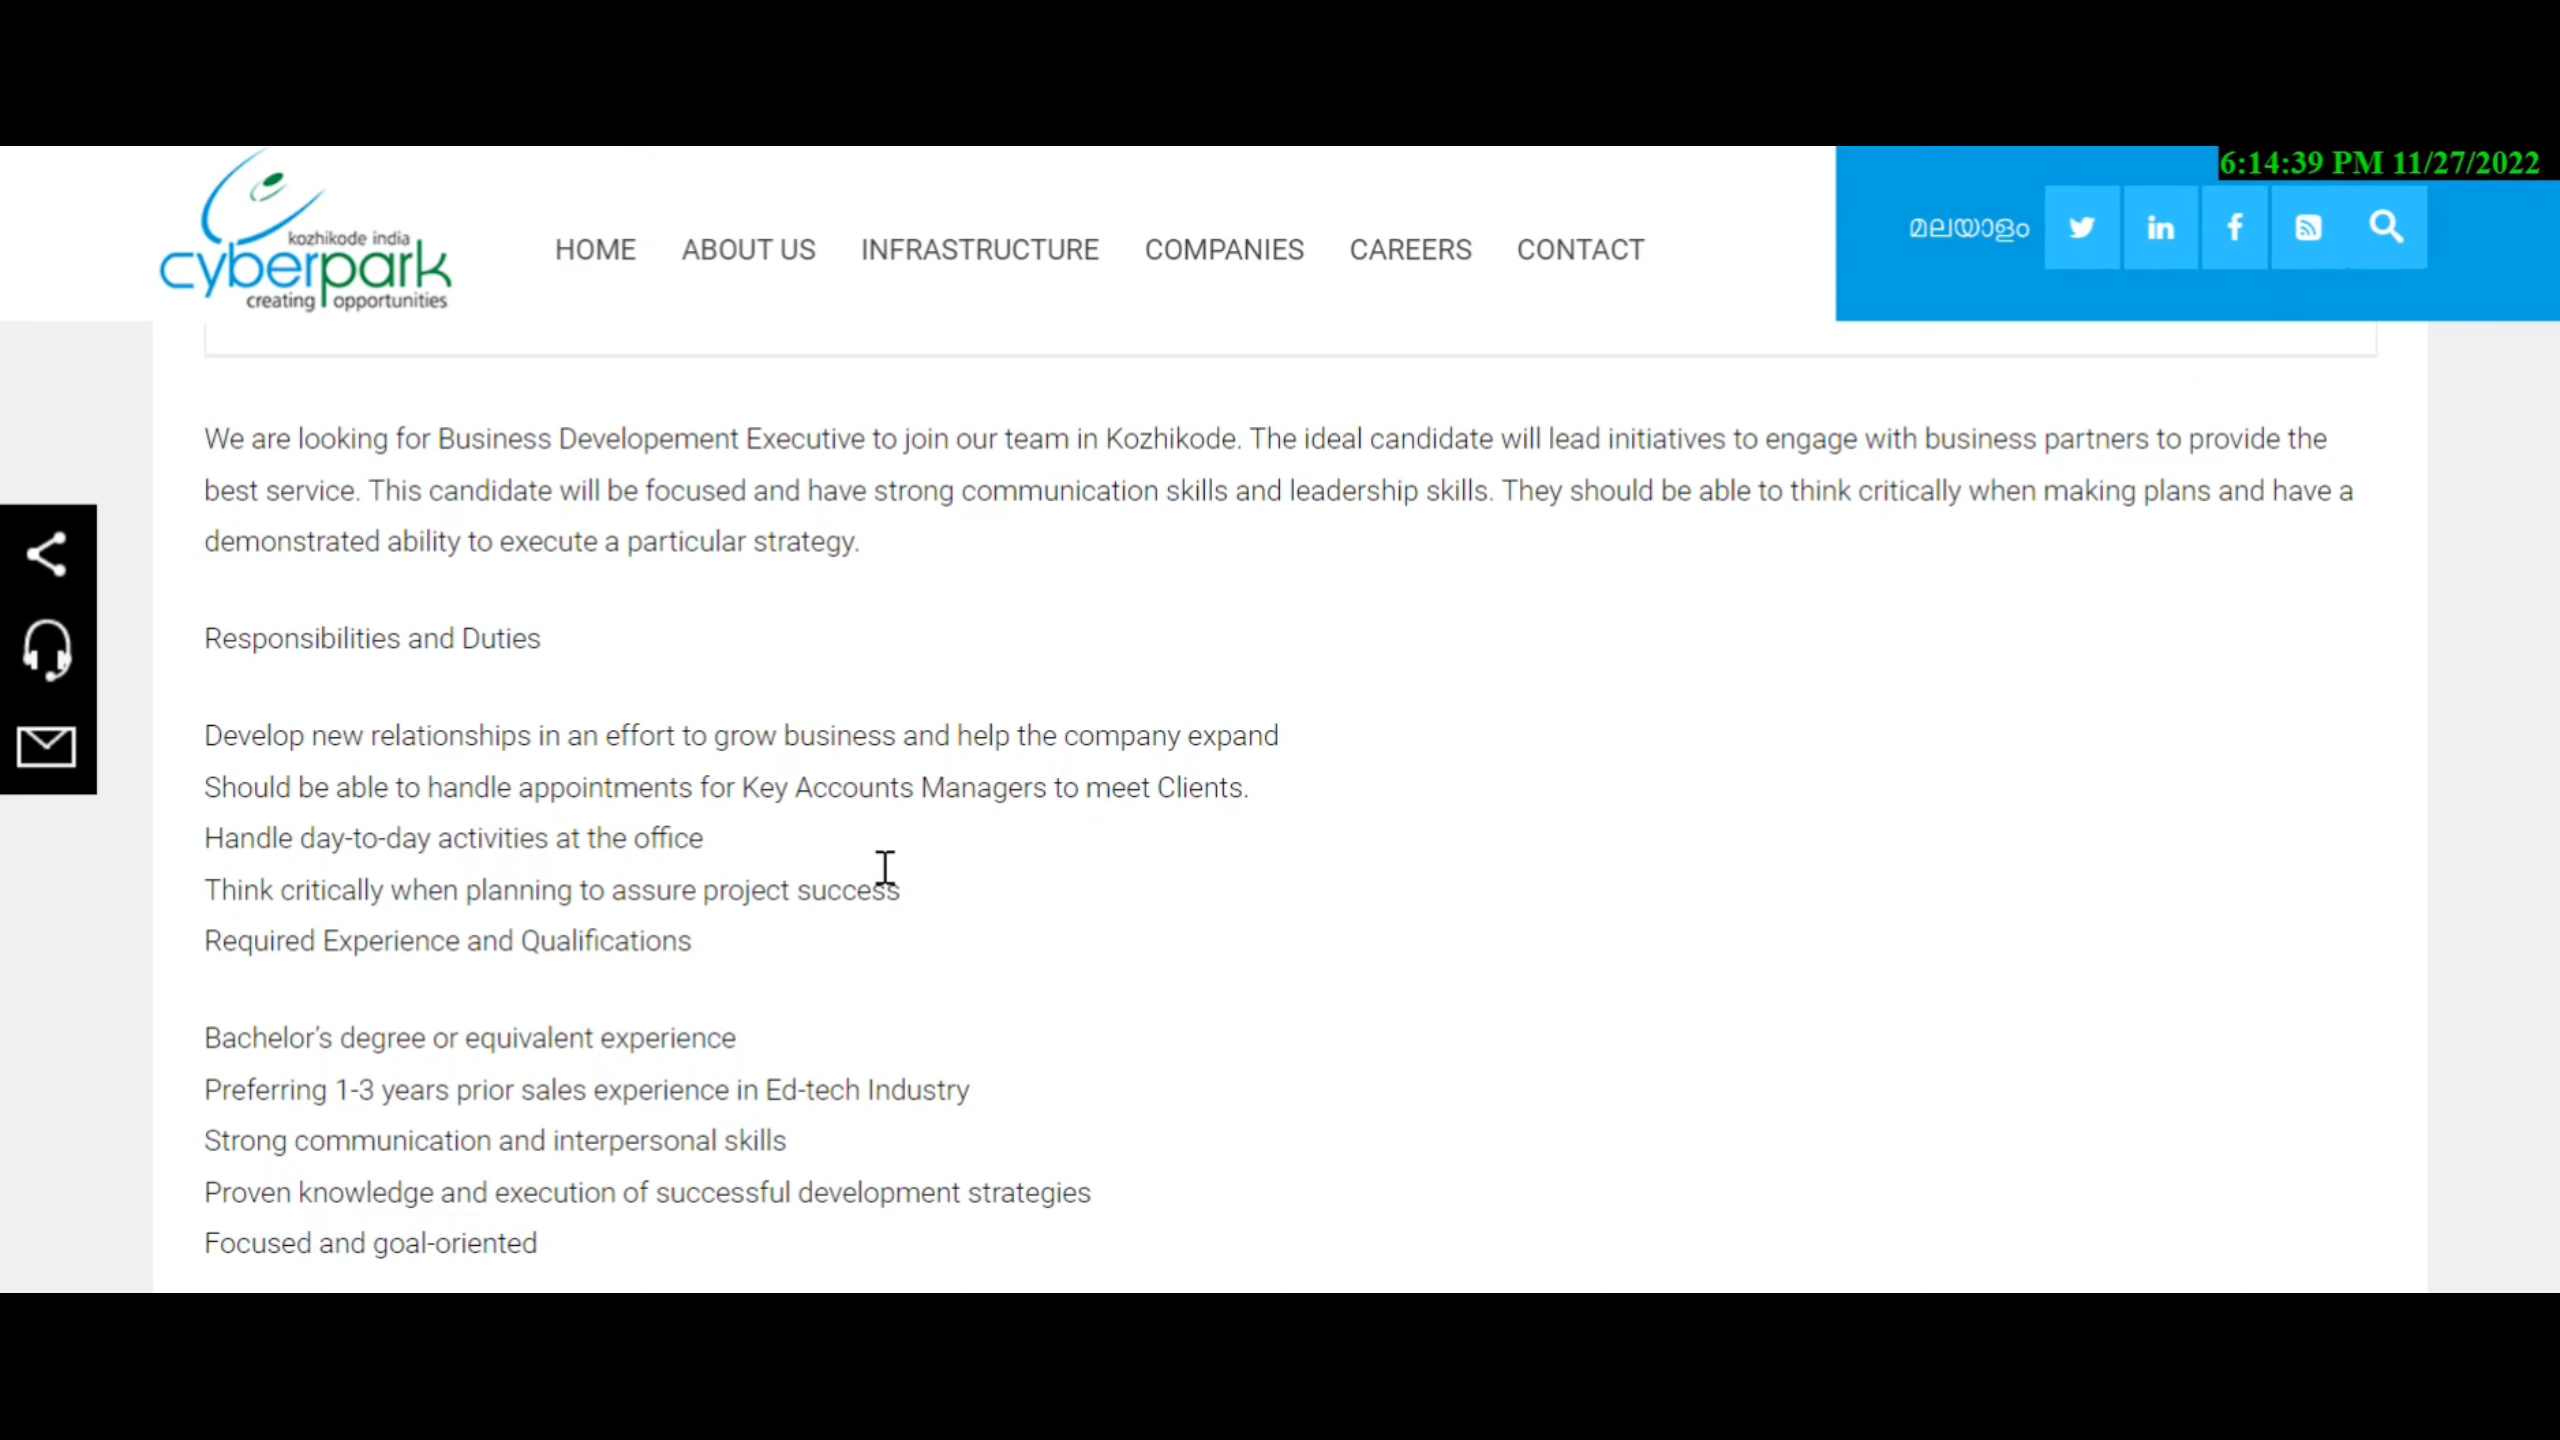 6:14:39 PM 11/27/2022
kozhikode india
cyberpark
creating opportunities
HOME ABOUT US INFRASTRUCTURE COMPANIES CAREERS CONTACT
മലയാളം
We are looking for Business Developement Executive to join our team in Kozhikode. The ideal candidate will lead initiatives to engage with business partners to provide the
best service. This candidate will be focused and have strong communication skills and leadership skills. They should be able to think critically when making plans and have a
demonstrated ability to execute a particular strategy.
Responsibilities and Duties
Develop new relationships in an effort to grow business and help the company expand
Should be able to handle appointments for Key Accounts Managers to meet Clients.
Handle day-to-day activities at the office
Think critically when planning to assure project success
Required Experience and Qualifications
Bachelor’s degree or equivalent experience
Preferring 1-3 years prior sales experience in Ed-tech Industry
Strong communication and interpersonal skills
Proven knowledge and execution of successful development strategies
Focused and goal-oriented